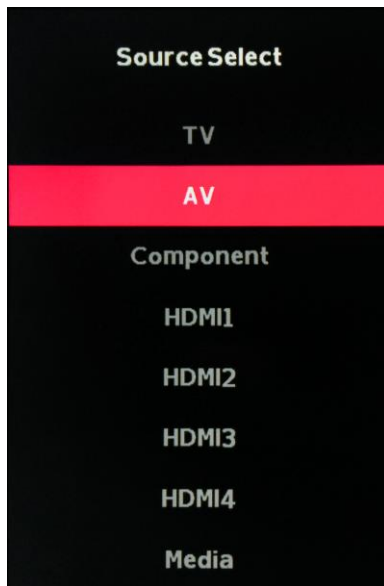 Source Select
TV
AV
Component
HDMI1
HDMI2
HDMI3
HDMI4
Media